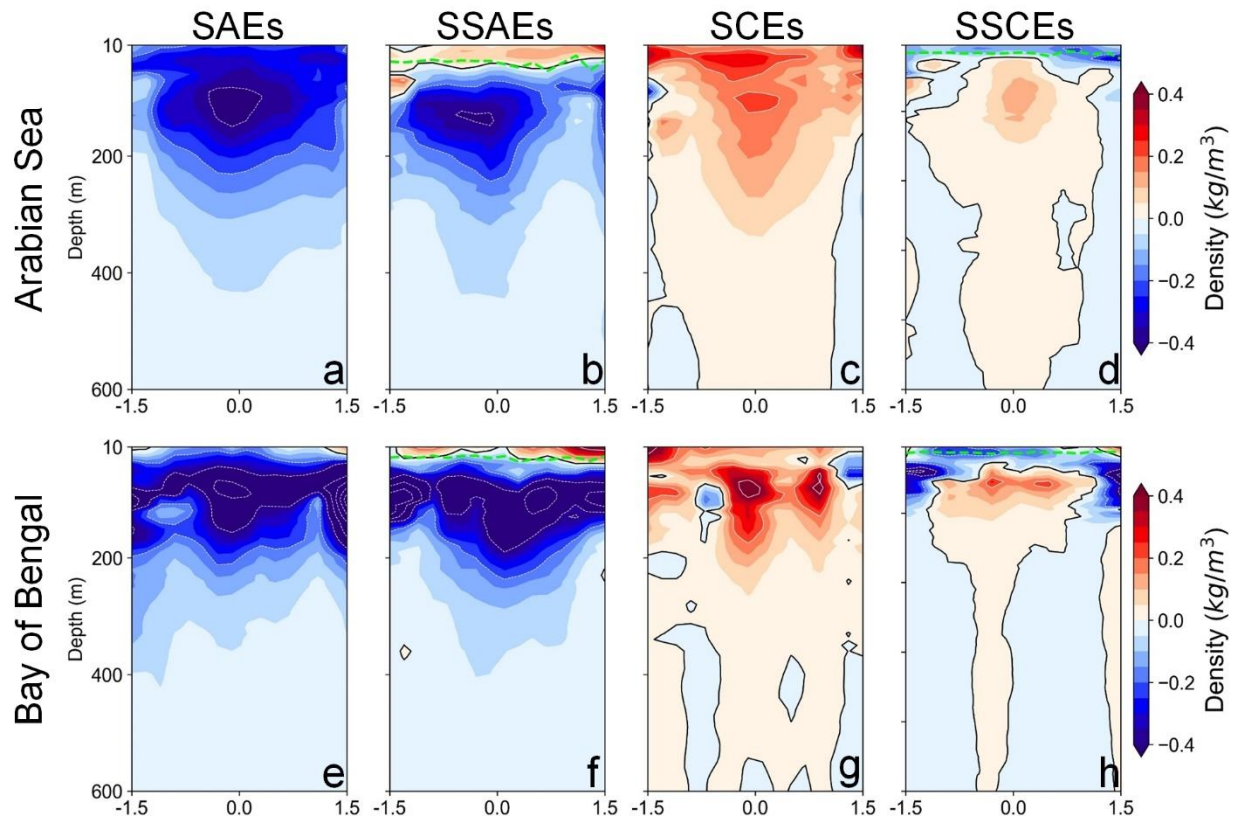 SAEs SSAEs SCEs SSCEs
Arabian Sea
Depth (m)
10
200
400
600
a
b
c
d
-1.5 0.0 1.5
-1.5 0.0 1.5
-1.5 0.0 1.5
-1.5 0.0 1.5
0.4
0.2
0.0
−0.2
−0.4
Density (kg/m³)
Bay of Bengal
Depth (m)
10
200
400
600
e
f
g
h
-1.5 0.0 1.5
-1.5 0.0 1.5
-1.5 0.0 1.5
-1.5 0.0 1.5
0.4
0.2
0.0
−0.2
−0.4
Density (kg/m³)